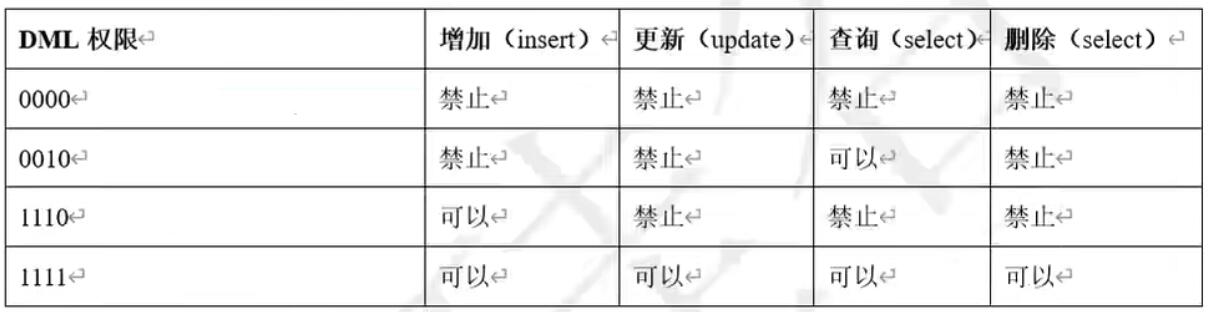 DML 权限↵ 增加（insert）↵ 更新（update）↵ 查询（select）↵ 删除（select）↵
0000↵ 禁止↵ 禁止↵ 禁止↵ 禁止↵
0010↵ 禁止↵ 禁止↵ 可以↵ 禁止↵
1110↵ 可以↵ 禁止↵ 禁止↵ 禁止↵
1111↵ 可以↵ 可以↵ 可以↵ 可以↵